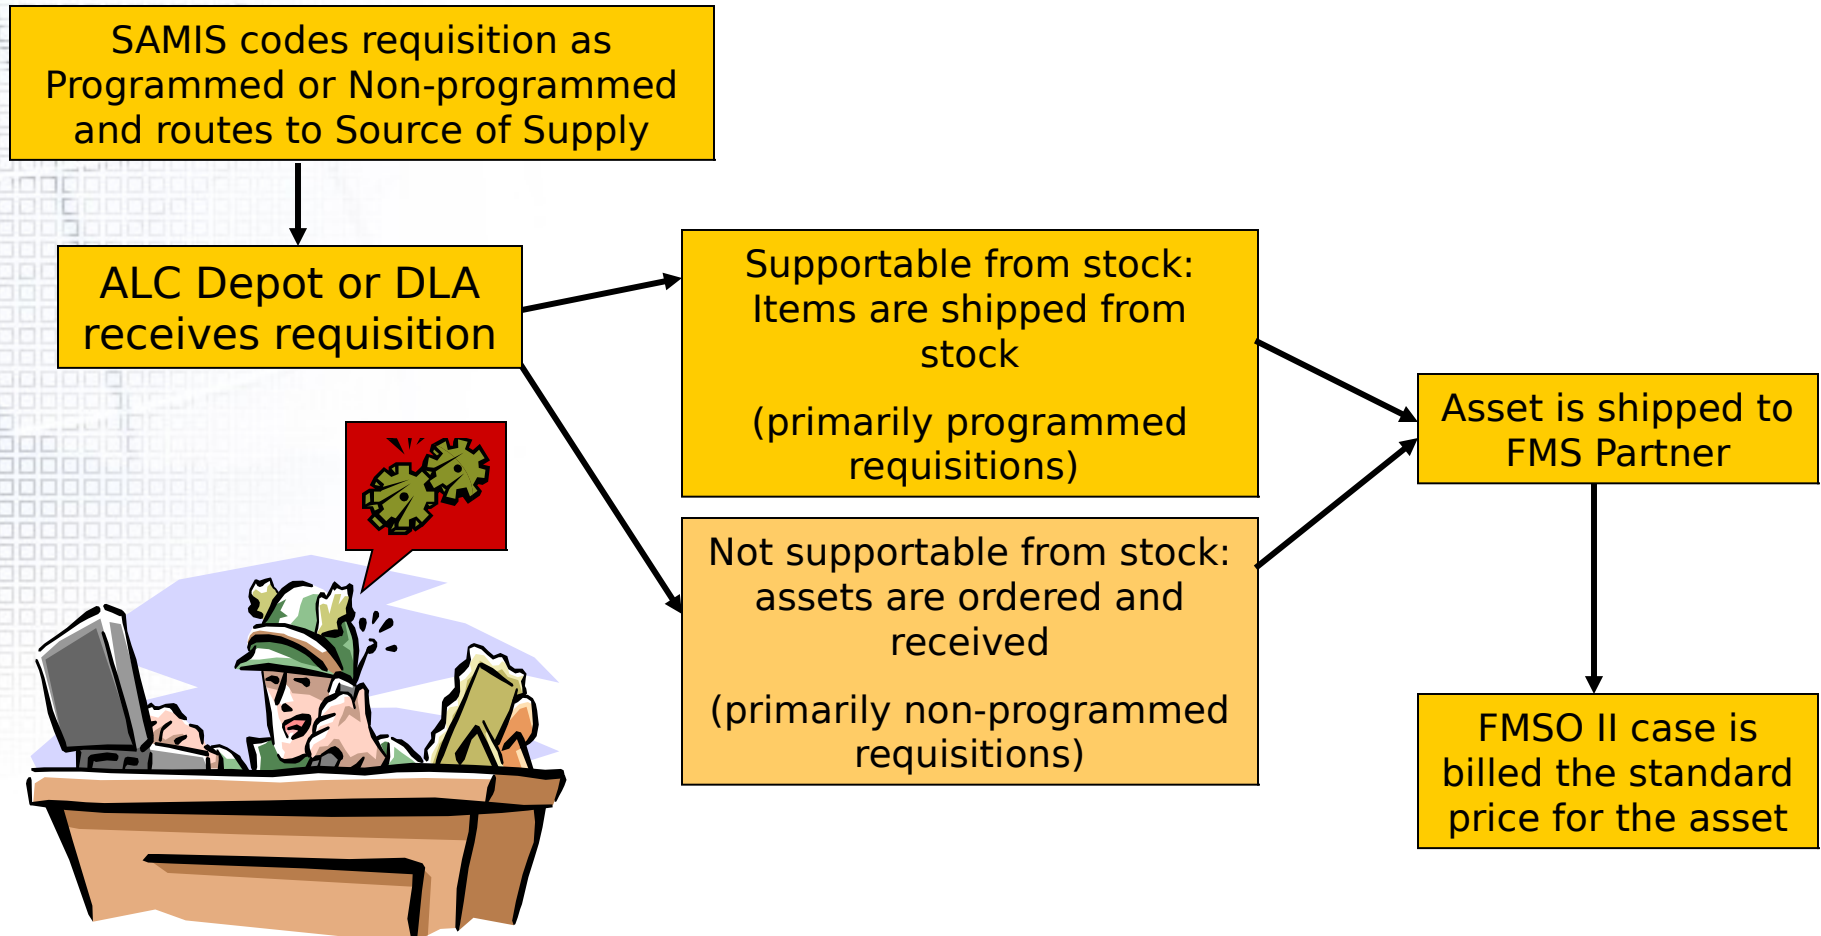 SAMIS codes requisition as
Programmed or Non-programmed
and routes to Source of Supply
ALC Depot or DLA
receives requisition
Supportable from stock:
Items are shipped from
stock
(primarily programmed
requisitions)
Not supportable from stock:
assets are ordered and
received
(primarily non-programmed
requisitions)
Asset is shipped to
FMS Partner
FMSO II case is
billed the standard
price for the asset